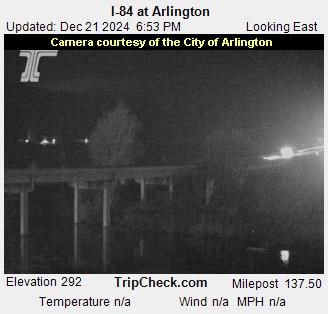 I-84 at Arlington
Updated: Dec 21 2024 6:53 PM Looking East
Camera courtesy of the City of Arlington
Elevation 292 TripCheck.com Milepost 137.50
Temperature n/a Wind n/a MPH n/a